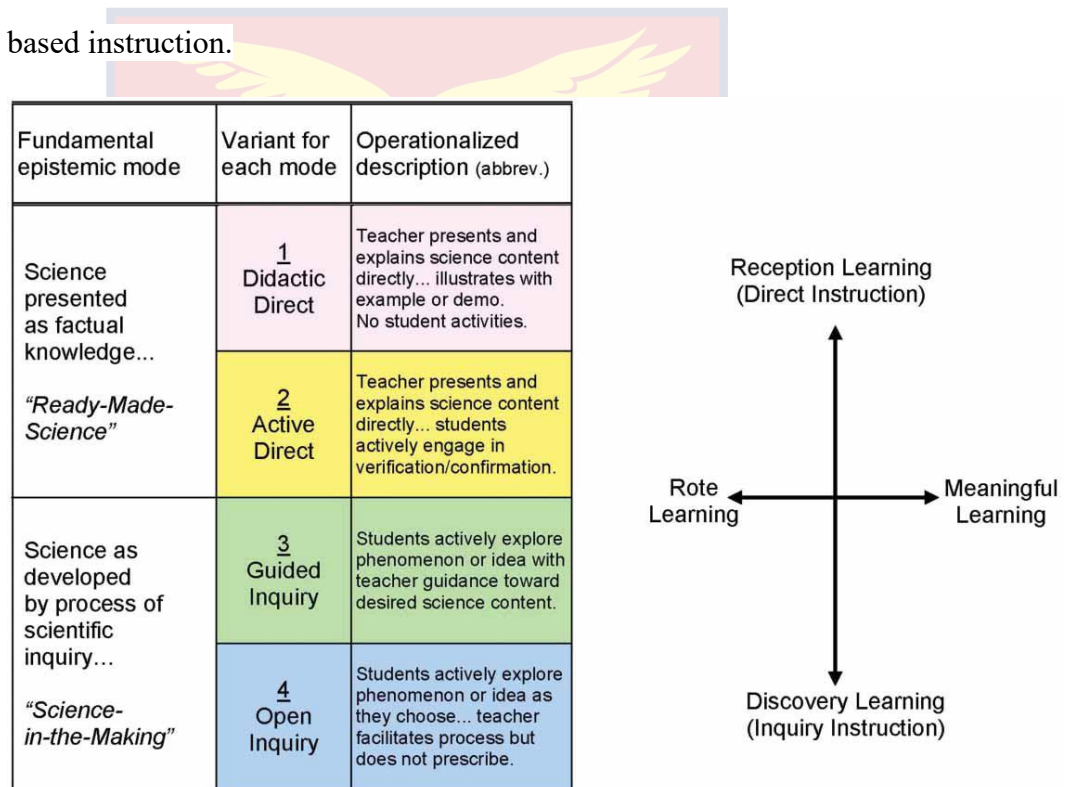 based instruction.
Fundamental
epistemic mode
Variant for
each mode
Operationalized
description (abbrev.)
Science
presented
as factual
knowledge...
“Ready-Made-
Science”
1
Didactic
Direct
Teacher presents and
explains science content
directly... illustrates with
example or demo.
No student activities.
2
Active
Direct
Teacher presents and
explains science content
directly... students
actively engage in
verification/confirmation.
Science as
developed
by process of
scientific
inquiry...
“Science-
in-the-Making”
3
Guided
Inquiry
Students actively explore
phenomenon or idea with
teacher guidance toward
desired science content.
4
Open
Inquiry
Students actively explore
phenomenon or idea as
they choose... teacher
facilitates process but
does not prescribe.
Reception Learning
(Direct Instruction)
Rote
Learning
Meaningful
Learning
Discovery Learning
(Inquiry Instruction)